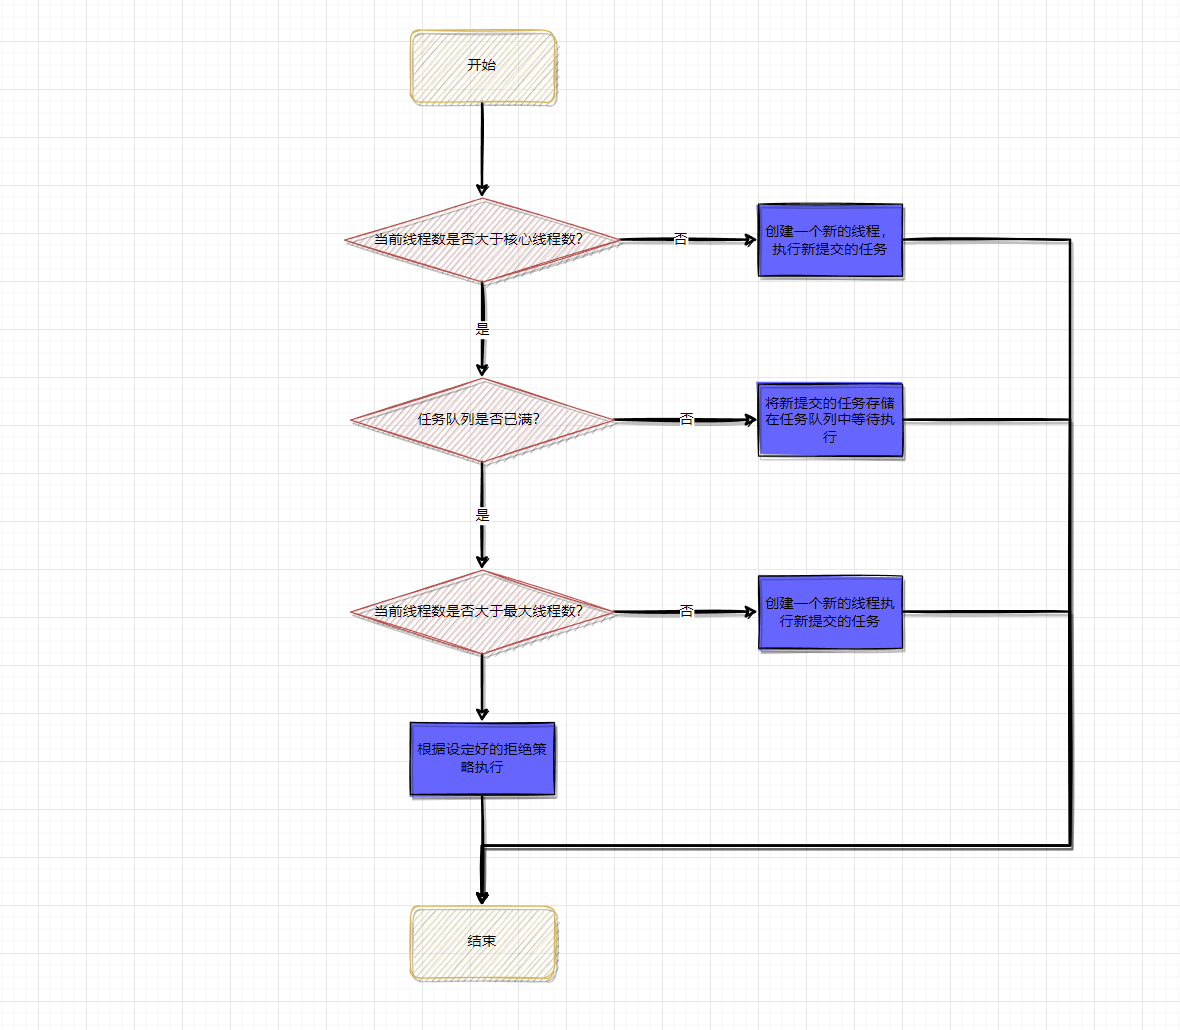 开始
当前线程数是否大于核心线程数？
否
创建一个新的线程，
执行新提交的任务
是
任务队列是否已满？
否
将新提交的任务存储
在任务队列中等待执
行
是
当前线程数是否大于最大线程数？
否
创建一个新的线程执
行新提交的任务
根据设定好的拒绝策
略执行
结束